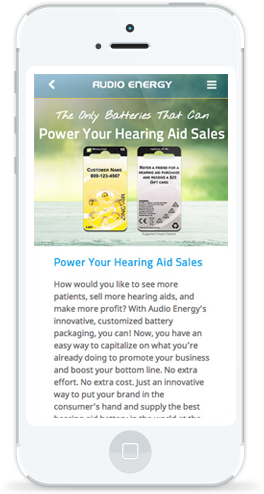 AUDIO ENERGY
The Only Batteries That Can
Power Your Hearing Aid Sales
CUSTOMER NAME
800-123-4567
REFER A FRIEND FOR A
HEARING AID PURCHASE
AND RECEIVE A $25
GIFT CARD
Power Your Hearing Aid Sales
How would you like to see more
patients, sell more hearing aids, and
make more profit? With Audio Energy's
innovative, customized battery
packaging, you can! Now, you have an
easy way to capitalize on what you're
already doing to promote your business
and boost your bottom line. No extra
effort. No extra cost. Just an innovative
way to put your brand in the
consumer's hand and supply the best
hearing aid battery in the world at the